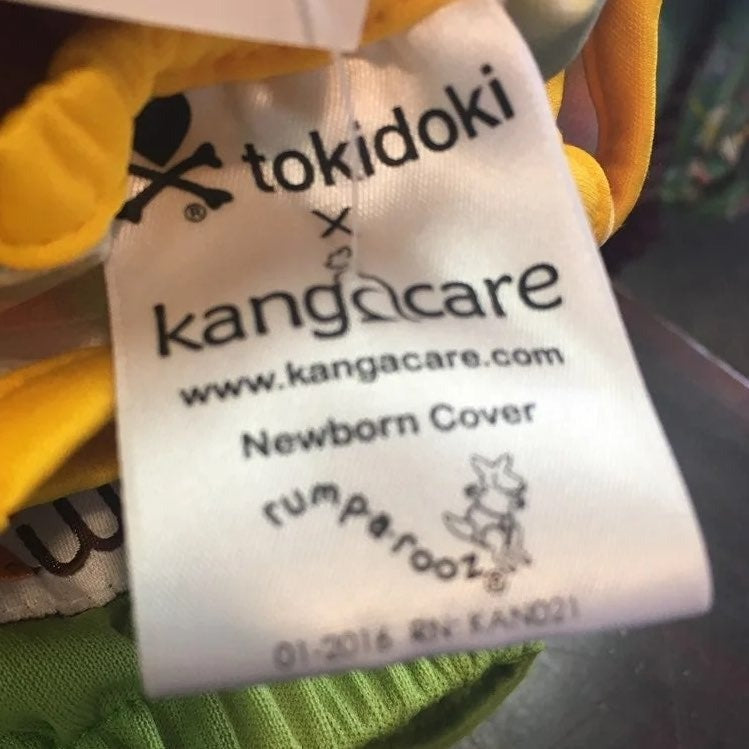 tokidoki
®
x
kangacare
www.kangacare.com
Newborn Cover
rumparooz®
01-2016 RN: KAN021